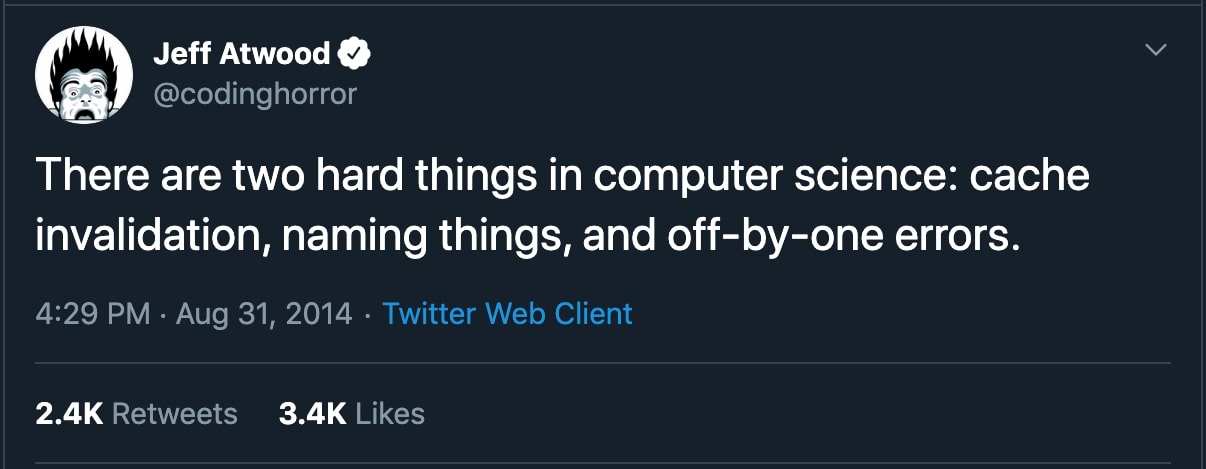 Jeff Atwood
@codinghorror
There are two hard things in computer science: cache
invalidation, naming things, and off-by-one errors.
4:29 PM · Aug 31, 2014 · Twitter Web Client
2.4K Retweets 3.4K Likes